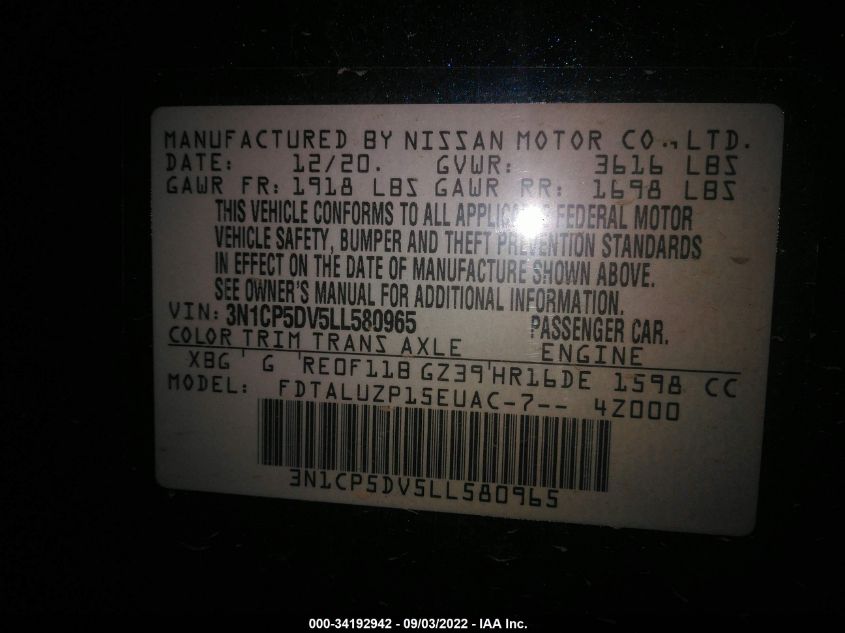 MANUFACTURED BY NISSAN MOTOR CO., LTD.
DATE: 12/20. GVWR: 3616 LBS
GAWR FR: 1918 LBS GAWR RR: 1698 LBS
THIS VEHICLE CONFORMS TO ALL FEDERAL MOTOR
VEHICLE SAFETY, BUMPER AND THEFT PREVENTION STANDARDS
IN EFFECT ON THE DATE OF MANUFACTURE SHOWN ABOVE.
SEE OWNER'S MANUAL FOR ADDITIONAL INFORMATION.
VIN: 3N1CP5DV5LL580965 PASSENGER CAR.
COLOR TRIM TRANS AXLE ENGINE
XBG ' G ' RE0F11B GZ39 ' HR16DE 1598 CC
MODEL: FDTALUZP15EUAC-7-- 4Z000
3N1CP5DV5LL580965
000-34192942 - 09/03/2022 - IAA Inc.